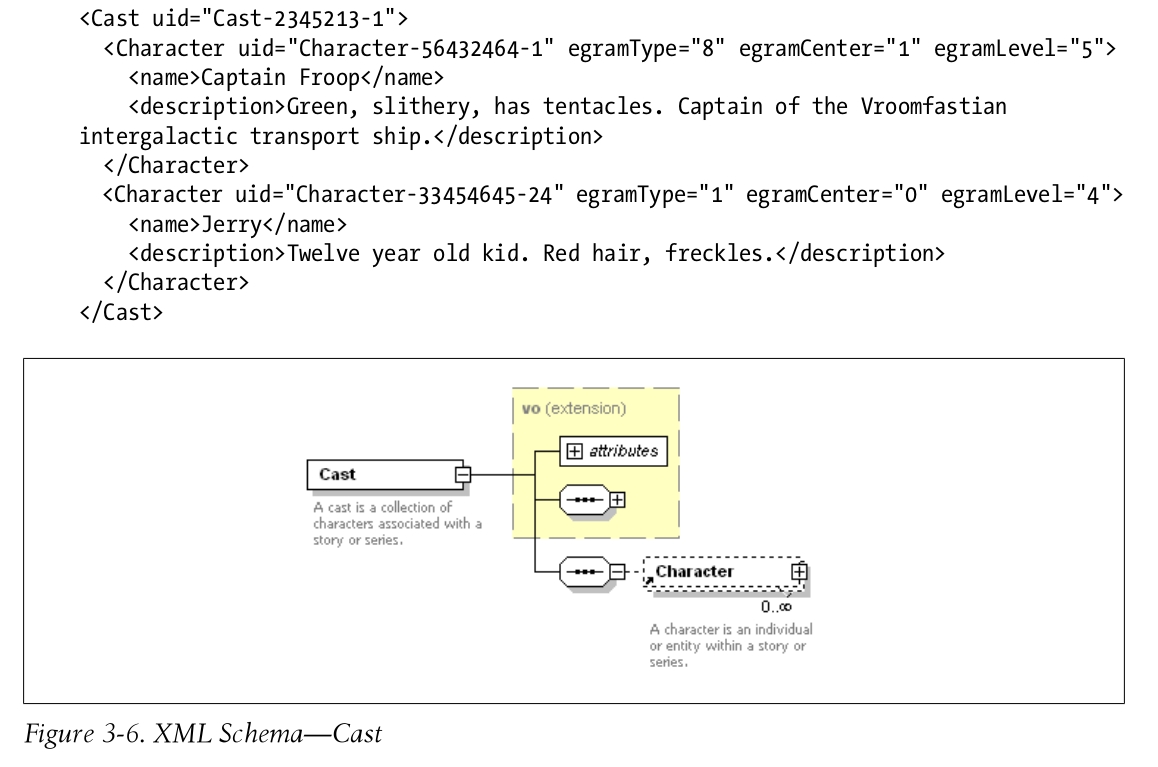 <Cast uid="Cast-2345213-1">
<Character uid="Character-56432464-1" egramType="8" egramCenter="1" egramLevel="5">
<name>Captain Froop</name>
<description>Green, slithery, has tentacles. Captain of the Vroomfastian
intergalactic transport ship.</description>
</Character>
<Character uid="Character-33454645-24" egramType="1" egramCenter="0" egramLevel="4">
<name>Jerry</name>
<description>Twelve year old kid. Red hair, freckles.</description>
</Character>
</Cast>
vo (extension)
attributes
Cast
A cast is a collection of
characters associated with a
story or series.
Character
0..∞
A character is an individual
or entity within a story or
series.
Figure 3-6. XML Schema—Cast